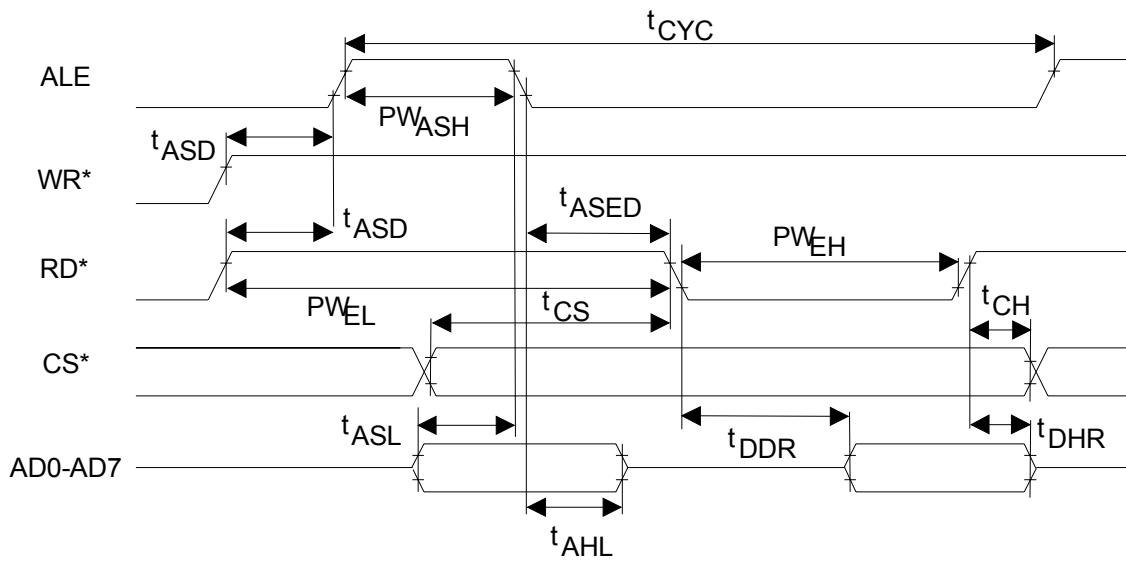 tCYC
ALE
PWASH
tASD
WR*
tASED
tASD
PWEH
RD*
PWEL
tCS
tCH
CS*
tASL
tDDR
tDHR
AD0-AD7
tAHL